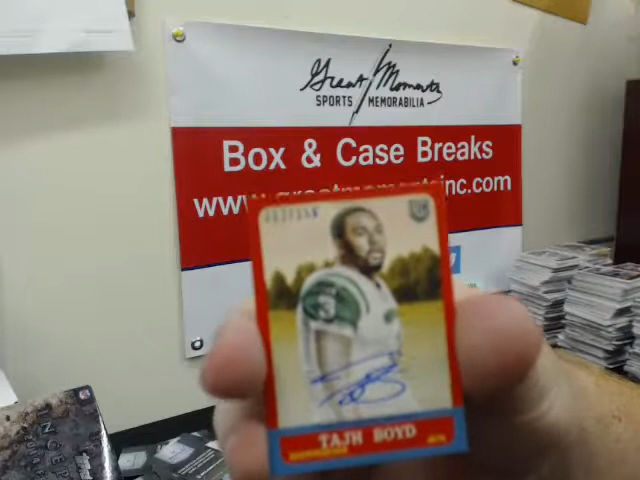 Great Moments
SPORTS MEMORABILIA
Box & Case Breaks
www.greatmomentsinc.com
TAJH BOYD